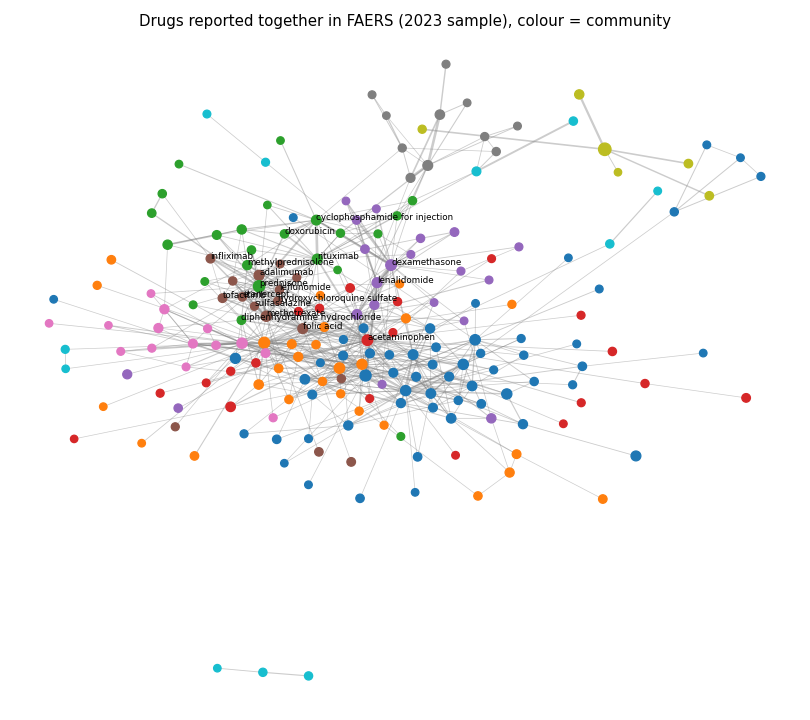 Drugs reported together in FAERS (2023 sample), colour = community
cyclophosphamide for injection
doxorubicin
infliximab
rituximab
methylprednisolone
dexamethasone
adalimumab
prednisone
lenalidomide
leflunomide
etanercept
tofacitinib
hydroxychloroquine sulfate
sulfasalazine
methotrexate
diphenhydramine hydrochloride
folic acid
acetaminophen